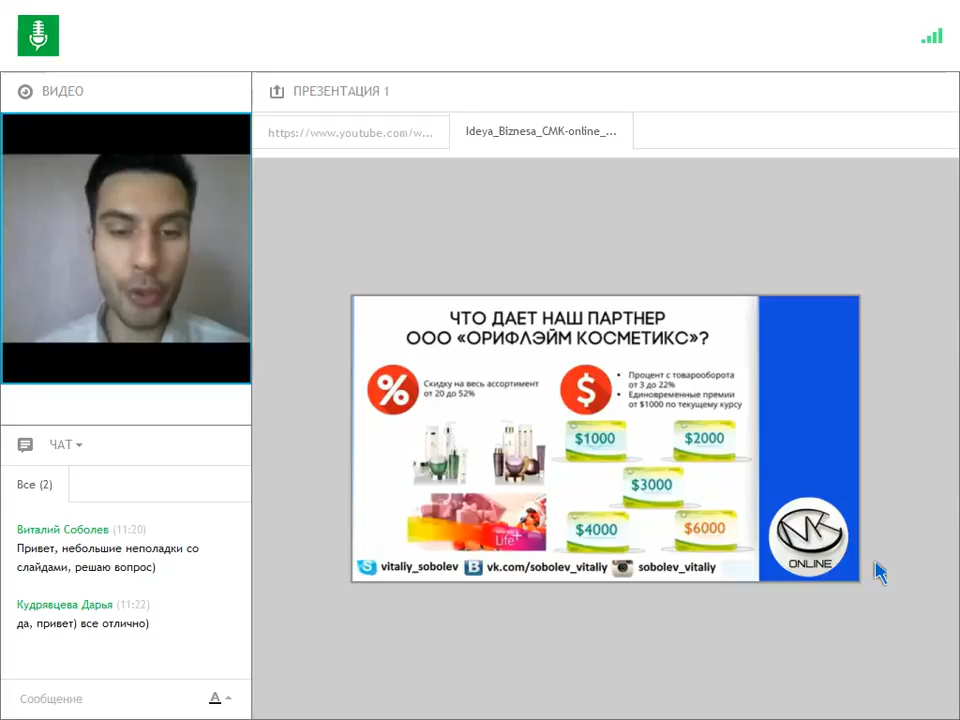 ВИДЕО
ПРЕЗЕНТАЦИЯ 1
https://www.youtube.com/w...
Ideya_Biznesa_CMK-online_...
ЧТО ДАЕТ НАШ ПАРТНЕР
ООО «ОРИФЛЭЙМ КОСМЕТИКС»?
%
Скидку на весь ассортимент
от 20 до 52%
$
• Процент с товарооборота
от 3 до 22%
• Единовременные премии
от $1000 по текущему курсу
$1000
$2000
$3000
$4000
$6000
Life+
vitaliy_sobolev
vk.com/sobolev_vitaliy
sobolev_vitaliy
MK
ONLINE
ЧАТ
Все (2)
Виталий Соболев (11:20)
Привет, небольшие неполадки со
слайдами, решаю вопрос)
Кудрявцева Дарья (11:22)
да, привет) все отлично)
Сообщение
A